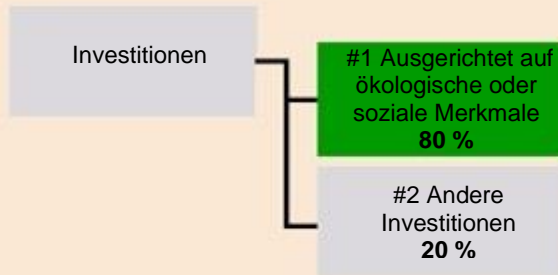 Investitionen
#1 Ausgerichtet auf
ökologische oder
soziale Merkmale
80 %
#2 Andere
Investitionen
20 %